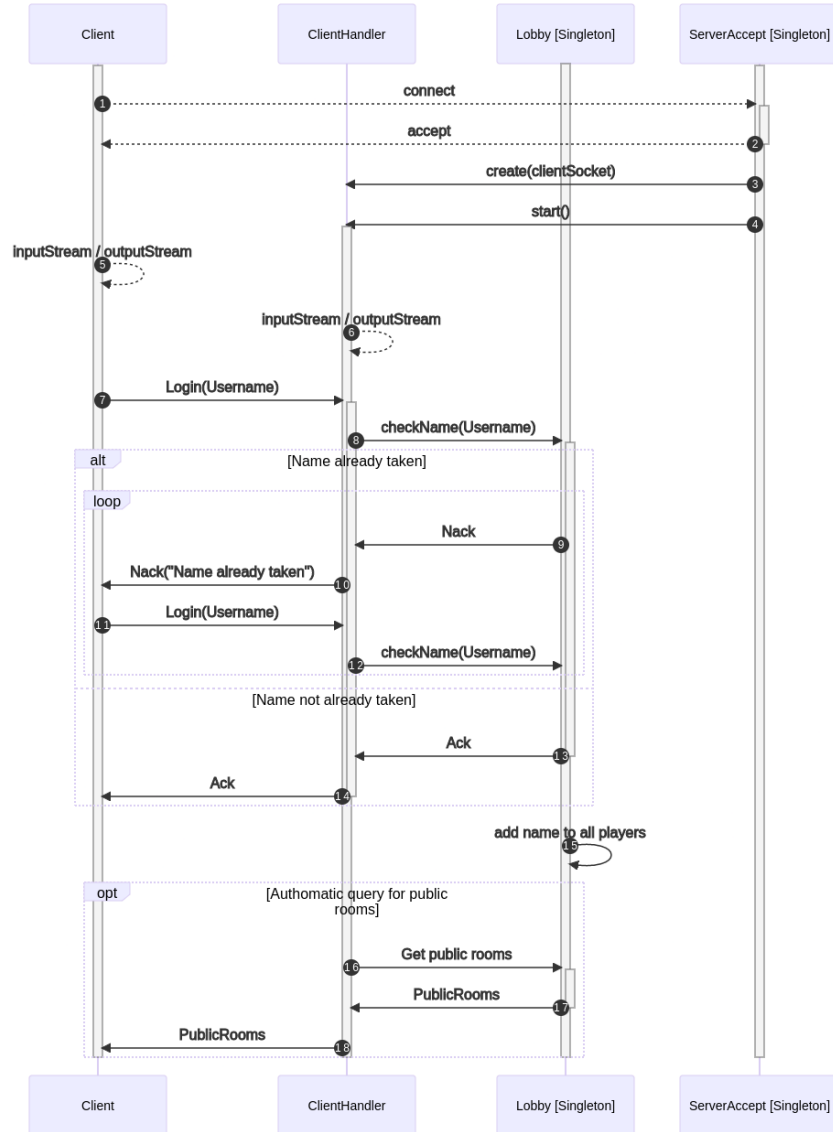 Client ClientHandler Lobby [Singleton] ServerAccept [Singleton]
connect
1
accept
2
create(clientSocket)
3
start()
4
inputStream / outputStream
5
inputStream / outputStream
6
Login(Username)
7
checkName(Username)
8
alt [Name already taken]
loop
Nack
9
Nack("Name already taken")
10
Login(Username)
11
checkName(Username)
12
[Name not already taken]
Ack
13
Ack
14
add name to all players
15
opt [Authomatic query for public
rooms]
Get public rooms
16
PublicRooms
17
PublicRooms
18
Client ClientHandler Lobby [Singleton] ServerAccept [Singleton]